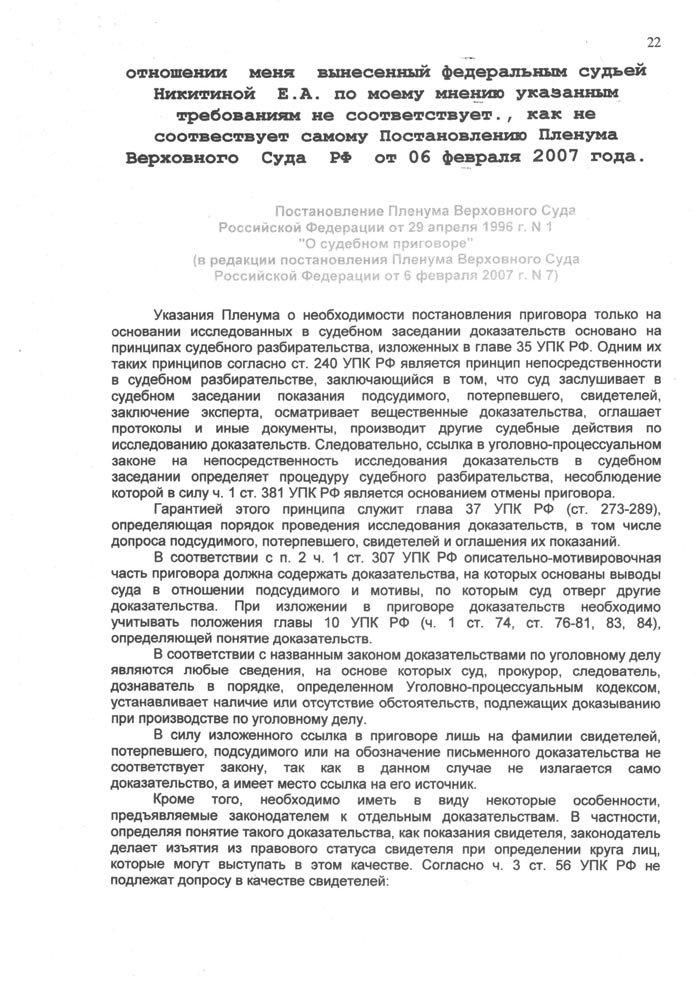 22
отношении меня вынесенный федеральным судьей
Никитиной Е.А. по моему мнению указанным
требованиям не соответствует., как не
соотвествует самому Постановлению Пленума
Верховного Суда РФ от 06 февраля 2007 года.
Постановление Пленума Верховного Суда
Российской Федерации от 29 апреля 1996 г. N 1
"О судебном приговоре"
(в редакции постановления Пленума Верховного Суда
Российской Федерации от 6 февраля 2007 г. N 7)
Указания Пленума о необходимости постановления приговора только на
основании исследованных в судебном заседании доказательств основано на
принципах судебного разбирательства, изложенных в главе 35 УПК РФ. Одним их
таких принципов согласно ст. 240 УПК РФ является принцип непосредственности
в судебном разбирательстве, заключающийся в том, что суд заслушивает в
судебном заседании показания подсудимого, потерпевшего, свидетелей,
заключение эксперта, осматривает вещественные доказательства, оглашает
протоколы и иные документы, производит другие судебные действия по
исследованию доказательств. Следовательно, ссылка в уголовно-процессуальном
законе на непосредственность исследования доказательств в судебном
заседании определяет процедуру судебного разбирательства, несоблюдение
которой в силу ч. 1 ст. 381 УПК РФ является основанием отмены приговора.
Гарантией этого принципа служит глава 37 УПК РФ (ст. 273-289),
определяющая порядок проведения исследования доказательств, в том числе
допроса подсудимого, потерпевшего, свидетелей и оглашения их показаний.
В соответствии с п. 2 ч. 1 ст. 307 УПК РФ описательно-мотивировочная
часть приговора должна содержать доказательства, на которых основаны выводы
суда в отношении подсудимого и мотивы, по которым суд отверг другие
доказательства. При изложении в приговоре доказательств необходимо
учитывать положения главы 10 УПК РФ (ч. 1 ст. 74, ст. 76-81, 83, 84),
определяющей понятие доказательств.
В соответствии с названным законом доказательствами по уголовному делу
являются любые сведения, на основе которых суд, прокурор, следователь,
дознаватель в порядке, определенном Уголовно-процессуальным кодексом,
устанавливает наличие или отсутствие обстоятельств, подлежащих доказыванию
при производстве по уголовному делу.
В силу изложенного ссылка в приговоре лишь на фамилии свидетелей,
потерпевшего, подсудимого или на обозначение письменного доказательства не
соответствует закону, так как в данном случае не излагается само
доказательство, а имеет место ссылка на его источник.
Кроме того, необходимо иметь в виду некоторые особенности,
предъявляемые законодателем к отдельным доказательствам. В частности,
определяя понятие такого доказательства, как показания свидетеля, законодатель
делает изъятия из правового статуса свидетеля при определении круга лиц,
которые могут выступать в этом качестве. Согласно ч. 3 ст. 56 УПК РФ не
подлежат допросу в качестве свидетелей: